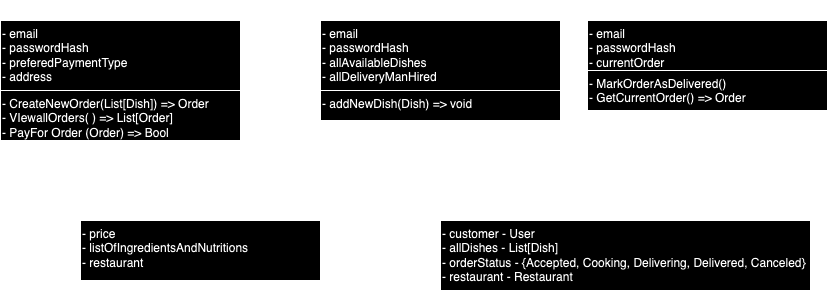 - email
- passwordHash
- preferedPaymentType
- address
- CreateNewOrder(List[Dish]) => Order
- VIewallOrders( ) => List[Order]
- PayFor Order (Order) => Bool
- email
- passwordHash
- allAvailableDishes
- allDeliveryManHired
- addNewDish(Dish) => void
- email
- passwordHash
- currentOrder
- MarkOrderAsDelivered()
- GetCurrentOrder() => Order
- price
- listOfIngredientsAndNutritions
- restaurant
- customer - User
- allDishes - List[Dish]
- orderStatus - {Accepted, Cooking, Delivering, Delivered, Canceled}
- restaurant - Restaurant